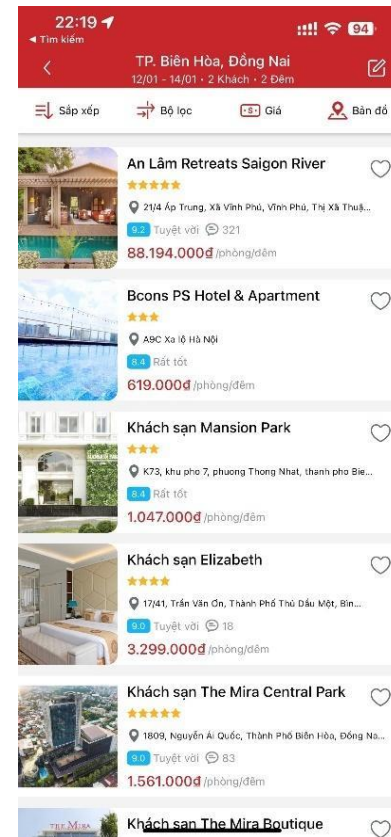 22:19
94
◀ Tìm kiếm
TP. Biên Hòa, Đồng Nai
12/01 - 14/01 • 2 Khách • 2 Đêm
Sắp xếp
Bộ lọc
Giá
Bản đồ
An Lâm Retreats Saigon River
21/4 Ấp Trung, Xã Vĩnh Phú, Vĩnh Phú, Thị Xã Thuậ...
9.2 Tuyệt vời 321
88.194.000₫ /phòng/đêm
Bcons PS Hotel & Apartment
A9C Xa lộ Hà Nội
8.4 Rất tốt
619.000₫ /phòng/đêm
Khách sạn Mansion Park
K73, khu pho 7, phuong Thong Nhat, thanh pho Bie...
8.4 Rất tốt
1.047.000₫ /phòng/đêm
Khách sạn Elizabeth
17/41, Trần Văn Ơn, Thành Phố Thủ Dầu Một, Bìn...
9.0 Tuyệt vời 18
3.299.000₫ /phòng/đêm
Khách sạn The Mira Central Park
1809, Nguyễn Ái Quốc, Thành Phố Biên Hòa, Đồng Na...
9.0 Tuyệt vời 83
1.561.000₫ /phòng/đêm
THE MIRA
Khách sạn The Mira Boutique